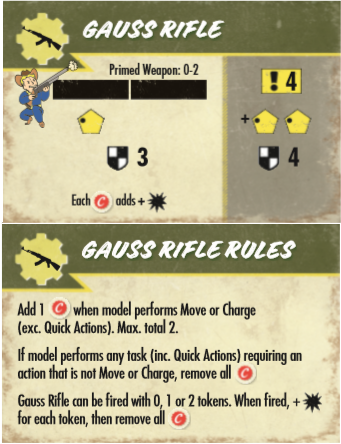 GAUSS RIFLE
Primed Weapon: 0-2
! 4
+
3
4
Each C adds +
GAUSS RIFLE RULES
Add 1 C when model performs Move or Charge
(exc. Quick Actions). Max. total 2.
If model performs any task (inc. Quick Actions) requiring an
action that is not Move or Charge, remove all C
Gauss Rifle can be fired with 0, 1 or 2 tokens. When fired, +
for each token, then remove all C